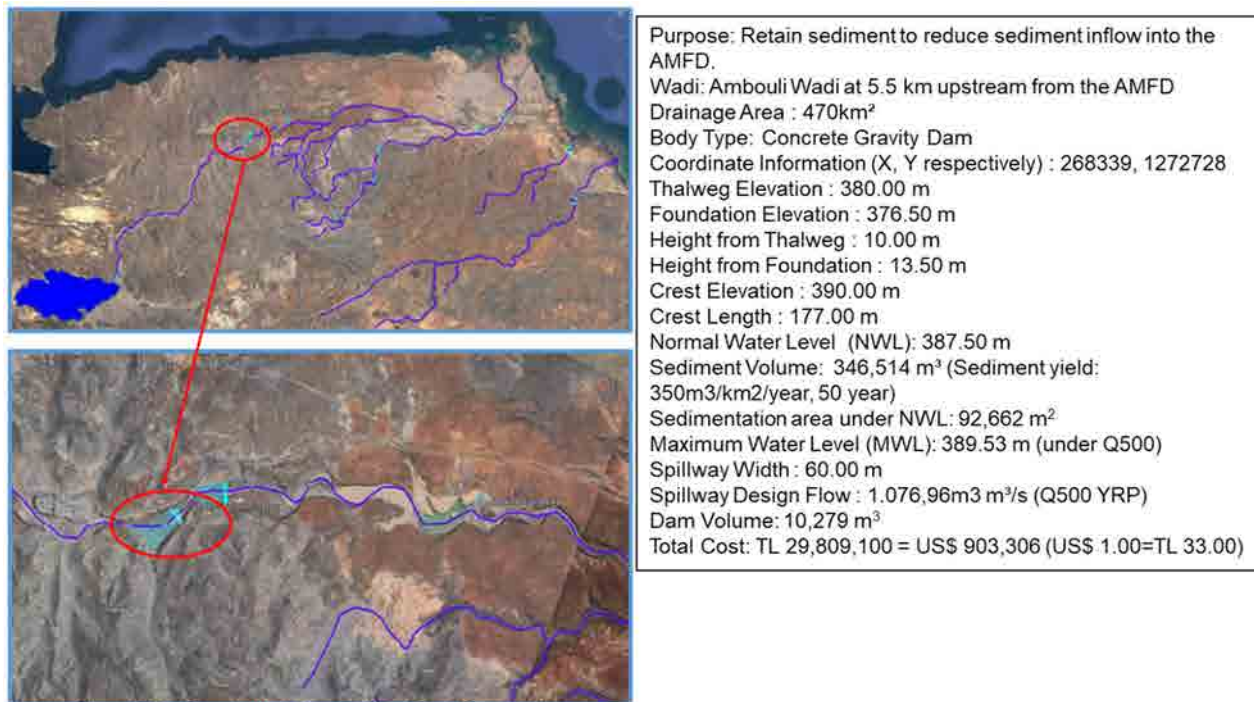 Purpose: Retain sediment to reduce sediment inflow into the
AMFD.
Wadi: Ambouli Wadi at 5.5 km upstream from the AMFD
Drainage Area : 470km²
Body Type: Concrete Gravity Dam
Coordinate Information (X, Y respectively) : 268339, 1272728
Thalweg Elevation : 380.00 m
Foundation Elevation : 376.50 m
Height from Thalweg : 10.00 m
Height from Foundation : 13.50 m
Crest Elevation : 390.00 m
Crest Length : 177.00 m
Normal Water Level (NWL): 387.50 m
Sediment Volume: 346,514 m³ (Sediment yield:
350m3/km2/year, 50 year)
Sedimentation area under NWL: 92,662 m²
Maximum Water Level (MWL): 389.53 m (under Q500)
Spillway Width : 60.00 m
Spillway Design Flow : 1.076,96m3 m³/s (Q500 YRP)
Dam Volume: 10,279 m³
Total Cost: TL 29,809,100 = US$ 903,306 (US$ 1.00=TL 33.00)